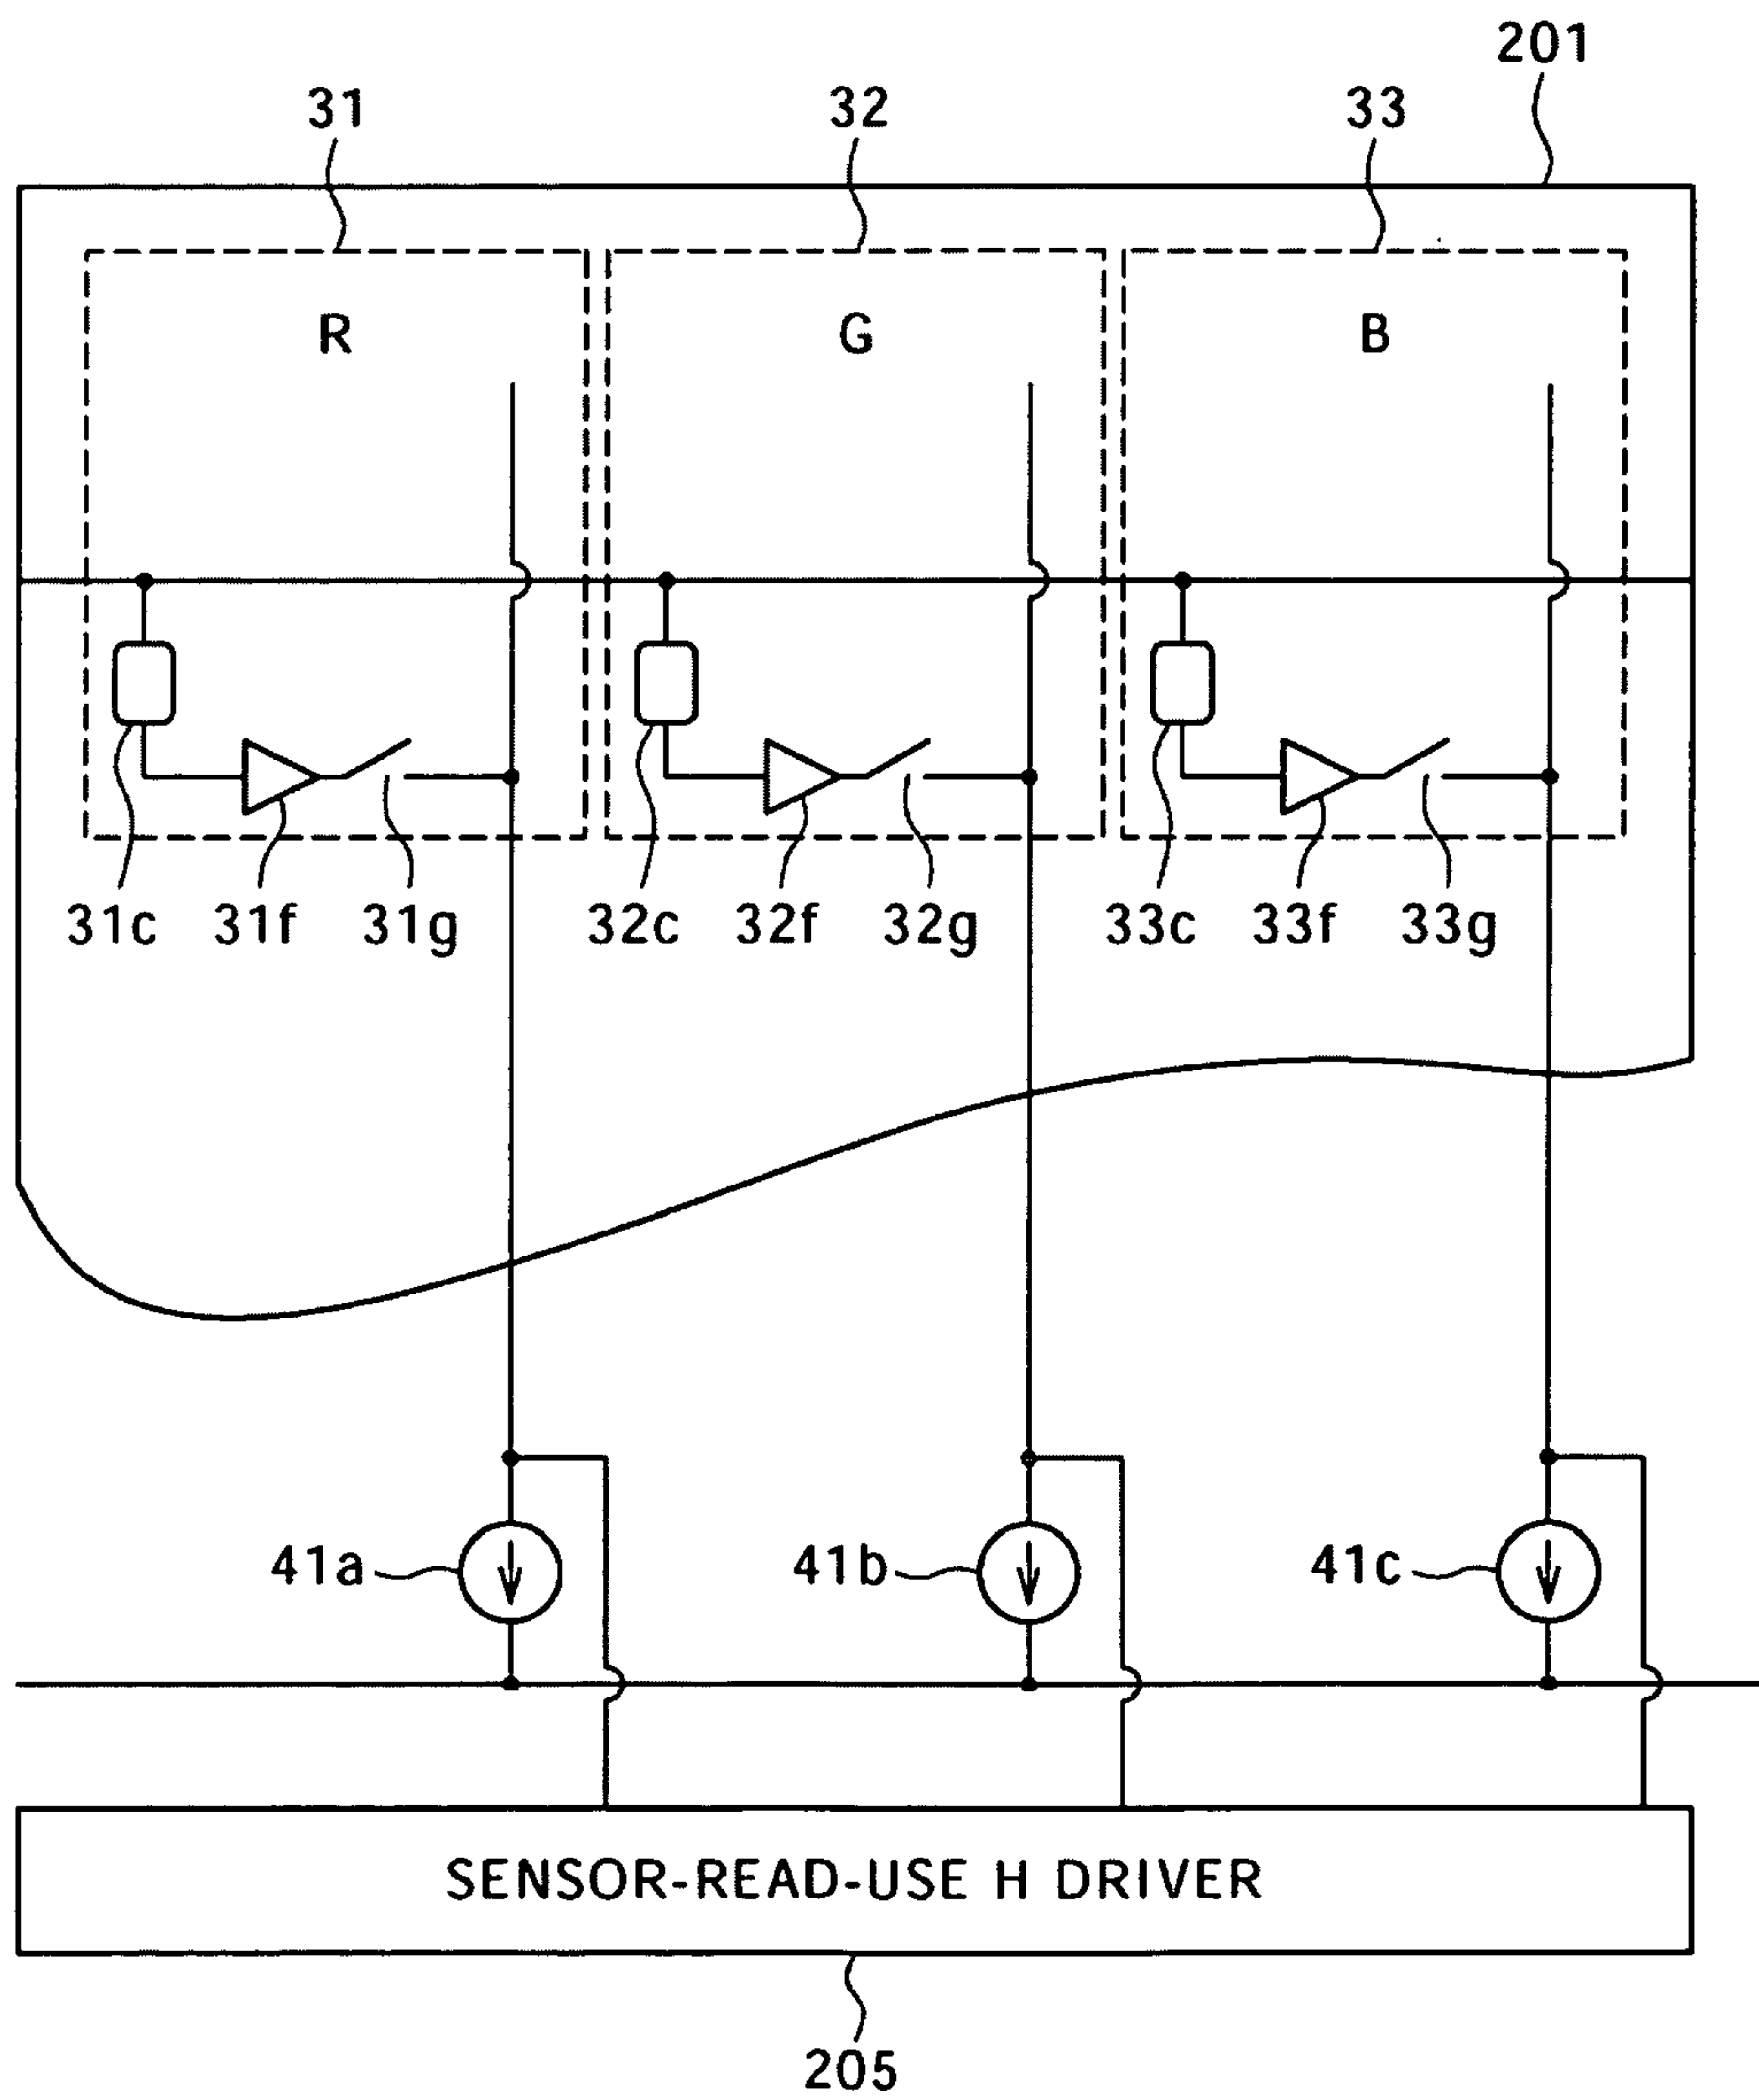 201
31 32 33
R G B
31c 31f 31g 32c 32f 32g 33c 33f 33g
41a 41b 41c
SENSOR-READ-USE H DRIVER
205